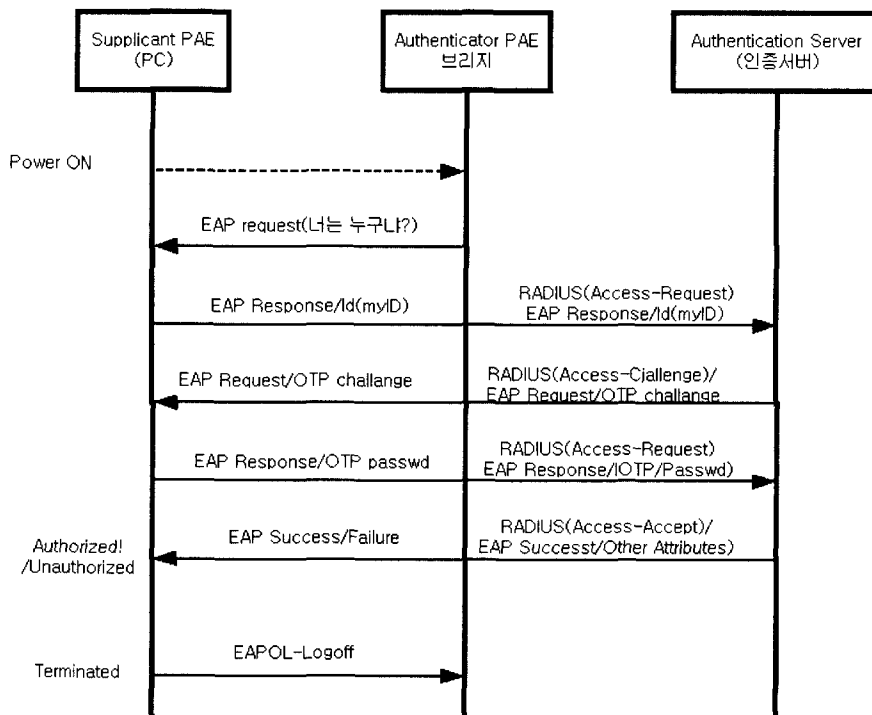 Supplicant PAE
(PC)
Authenticator PAE
브리지
Authentication Server
(인증서버)
Power ON
EAP request(너는 누구냐?)
EAP Response/Id(myID)
RADIUS(Access-Request)
EAP Response/Id(myID)
EAP Request/OTP challange
RADIUS(Access-Cjallenge)/
EAP Request/OTP challange
EAP Response/OTP passwd
RADIUS(Access-Request)
EAP Response/IOTP/Passwd)
Authorized!
/Unauthorized
EAP Success/Failure
RADIUS(Access-Accept)/
EAP Successt/Other Attributes)
Terminated
EAPOL-Logoff